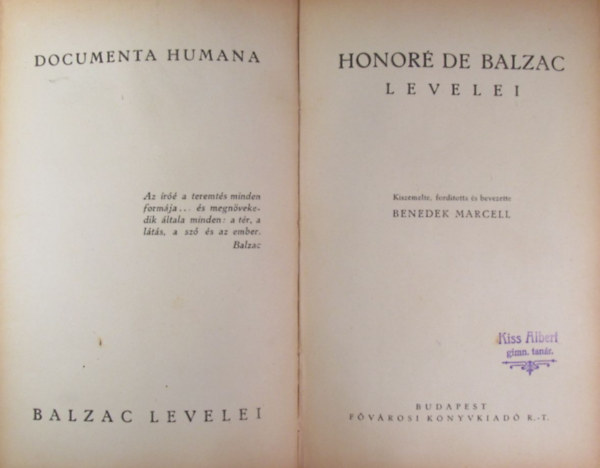 DOCUMENTA HUMANA
Az íróé a teremtés minden
formája... és megnöveke-
dik általa minden: a tér, a
látás, a szó és az ember.
Balzac
BALZAC LEVELEI
HONORÉ DE BALZAC
LEVELEI
Kiszemelte, fordította és bevezette
BENEDEK MARCELL
Kiss Albert
gimn. tanár.
BUDAPEST
FŐVÁROSI KÖNYVKIADÓ R.-T.